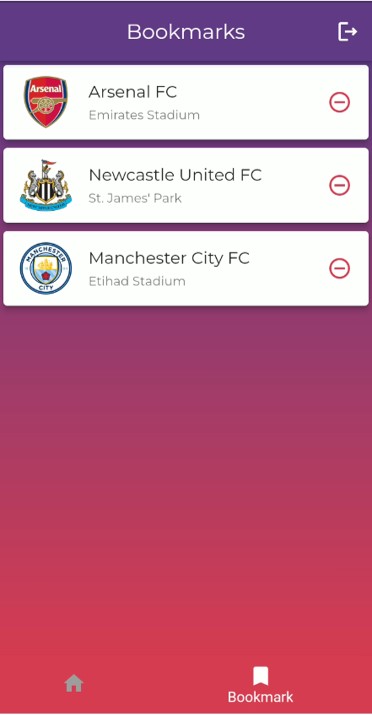 Bookmarks
Arsenal
Arsenal FC
Emirates Stadium
Newcastle United FC
St. James' Park
MANCHESTER
CITY
Manchester City FC
Etihad Stadium
Bookmark